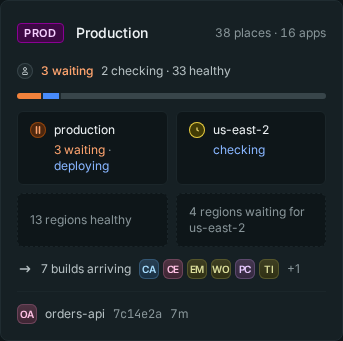 PROD Production 38 places · 16 apps
3 waiting 2 checking · 33 healthy
production
3 waiting ·
deploying
us-east-2
checking
13 regions healthy
4 regions waiting for
us-east-2
→ 7 builds arriving CA CE EM WO PC TI +1
OA orders-api 7c14e2a 7m